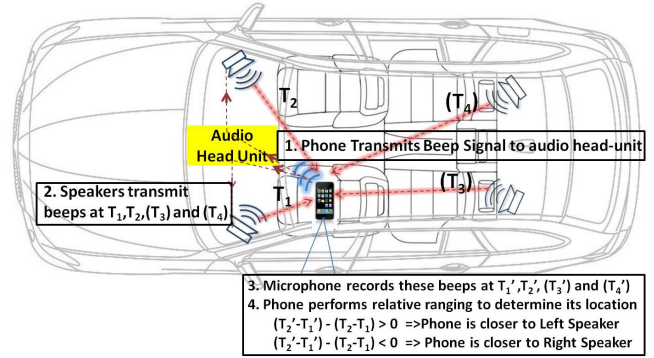 T2
(T4)
Audio
Head Unit
1. Phone Transmits Beep Signal to audio head-unit
2. Speakers transmit
beeps at T1,T2,(T3) and (T4)
T1
(T3)
3. Microphone records these beeps at T1',T2', (T3') and (T4')
4. Phone performs relative ranging to determine its location
(T2'-T1') - (T2-T1) > 0 =>Phone is closer to Left Speaker
(T2'-T1') - (T2-T1) < 0 => Phone is closer to Right Speaker